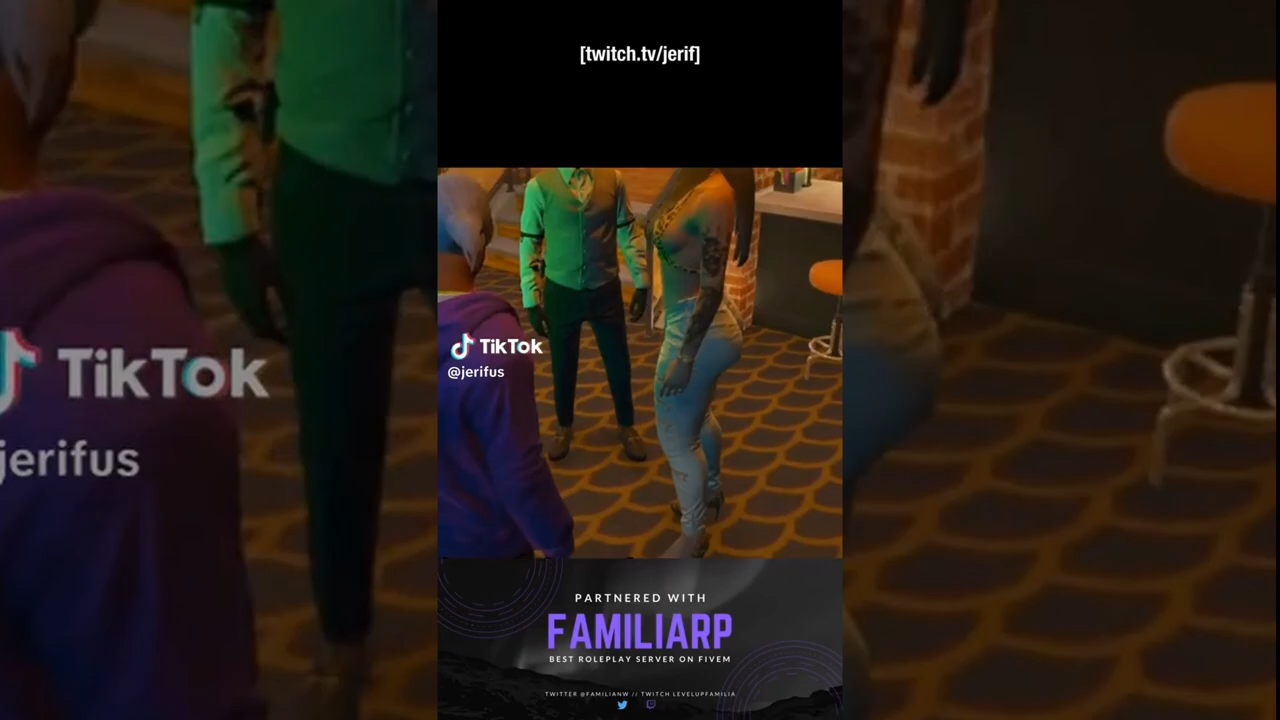 [twitch.tv/jerif]
TikTok
@jerifus
TikTok
jerifus
PARTNERED WITH
FAMILIARP
BEST ROLEPLAY SERVER ON FIVEM
TWITTER @FAMILIANW // TWITCH LEVELUPFAMILIA